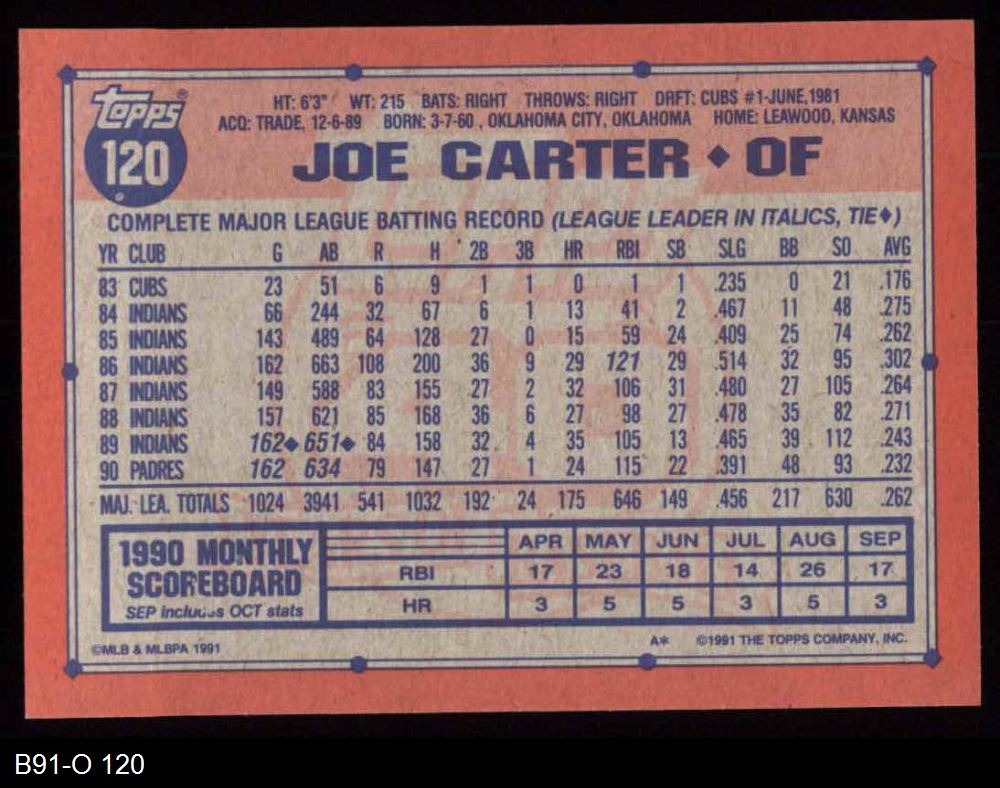 Topps®
120
HT: 6'3" WT: 215 BATS: RIGHT THROWS: RIGHT DRFT: CUBS #1-JUNE,1981
ACQ: TRADE, 12-6-89 BORN: 3-7-60 , OKLAHOMA CITY, OKLAHOMA HOME: LEAWOOD, KANSAS
JOE CARTER ♦ OF
COMPLETE MAJOR LEAGUE BATTING RECORD (LEAGUE LEADER IN ITALICS, TIE♦)
YR CLUB G AB R H 2B 3B HR RBI SB SLG BB SO AVG
83 CUBS 23 51 6 9 1 1 0 1 1 .235 0 21 .176
84 INDIANS 66 244 32 67 6 1 13 41 2 .467 11 48 .275
85 INDIANS 143 489 64 128 27 0 15 59 24 .409 25 74 .262
86 INDIANS 162 663 108 200 36 9 29 121 29 .514 32 95 .302
87 INDIANS 149 588 83 155 27 2 32 106 31 .480 27 105 .264
88 INDIANS 157 621 85 168 36 6 27 98 27 .478 35 82 .271
89 INDIANS 162♦ 651♦ 84 158 32 4 35 105 13 .465 39 112 .243
90 PADRES 162 634 79 147 27 1 24 115 22 .391 48 93 .232
MAJ. LEA. TOTALS 1024 3941 541 1032 192 24 175 646 149 .456 217 630 .262
1990 MONTHLY SCOREBOARD
SEP includes OCT stats
APR MAY JUN JUL AUG SEP
RBI 17 23 18 14 26 17
HR 3 5 5 3 5 3
©MLB & MLBPA 1991 A* ©1991 THE TOPPS COMPANY, INC.
B91-O 120